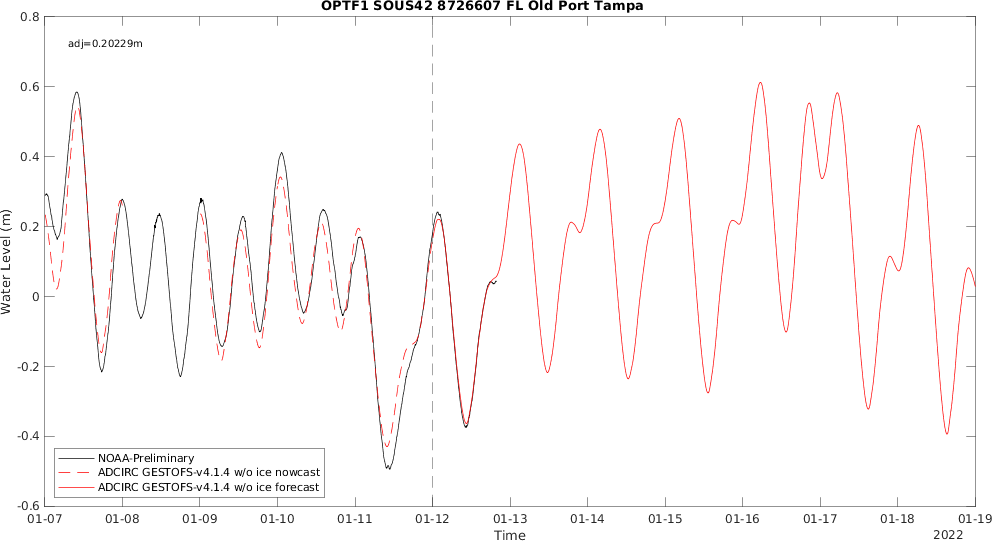 OPTF1 SOUS42 8726607 FL Old Port Tampa
adj=0.20229m
0.8
0.6
0.4
0.2
0
-0.2
-0.4
-0.6
Water Level (m)
NOAA-Preliminary
ADCIRC GESTOFS-v4.1.4 w/o ice nowcast
ADCIRC GESTOFS-v4.1.4 w/o ice forecast
01-07 01-08 01-09 01-10 01-11 01-12 01-13 01-14 01-15 01-16 01-17 01-18 01-19
Time
2022